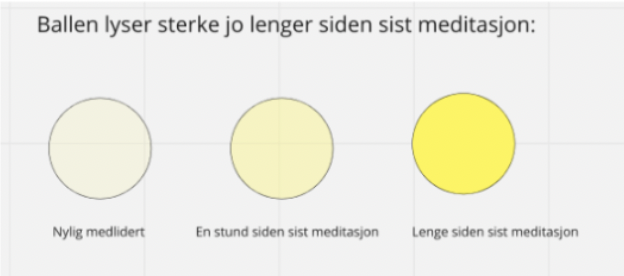 Ballen lyser sterke jo lenger siden sist meditasjon:
Nylig medlidert
En stund siden sist meditasjon
Lenge siden sist meditasjon